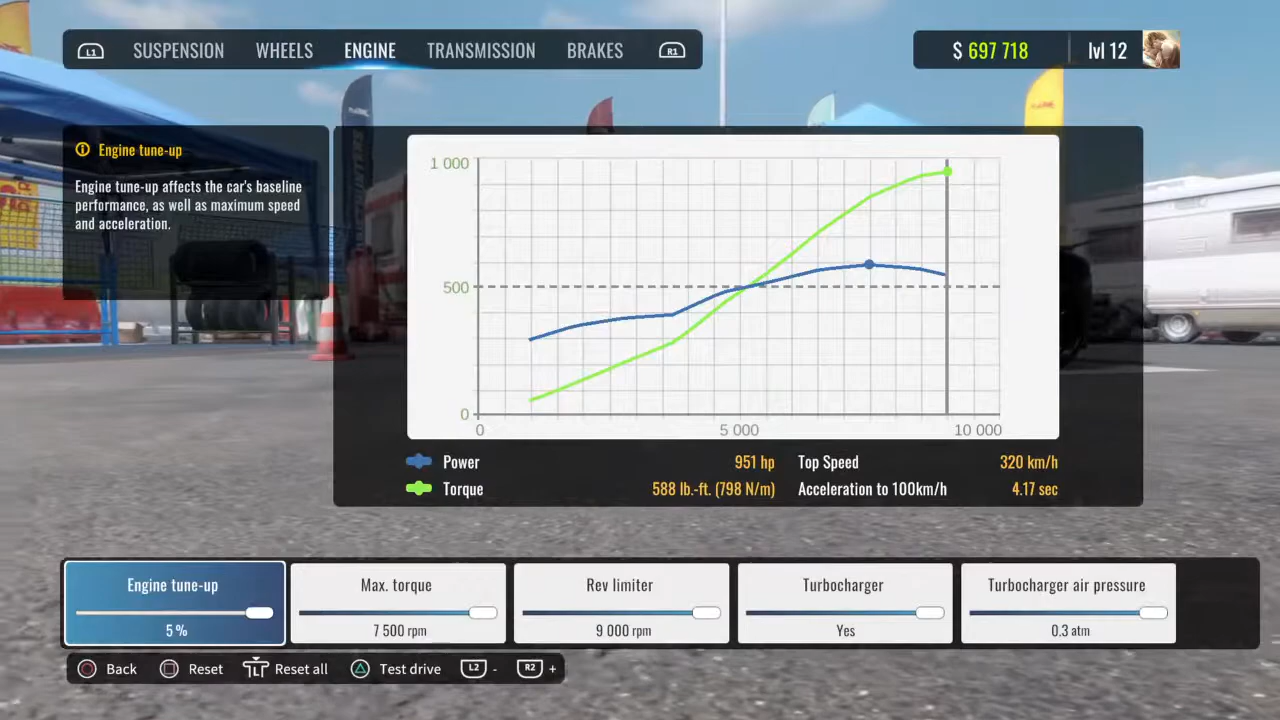 L1 SUSPENSION WHEELS ENGINE TRANSMISSION BRAKES R1
$ 697 718 lvl 12
Engine tune-up
Engine tune-up affects the car's baseline
performance, as well as maximum speed
and acceleration.
1 000
500
0
0 5 000 10 000
Power 951 hp Top Speed 320 km/h
Torque 588 lb.-ft. (798 N/m) Acceleration to 100km/h 4.17 sec
Engine tune-up Max. torque Rev limiter Turbocharger Turbocharger air pressure
5 % 7 500 rpm 9 000 rpm Yes 0.3 atm
Back Reset Reset all Test drive L2 - R2 +